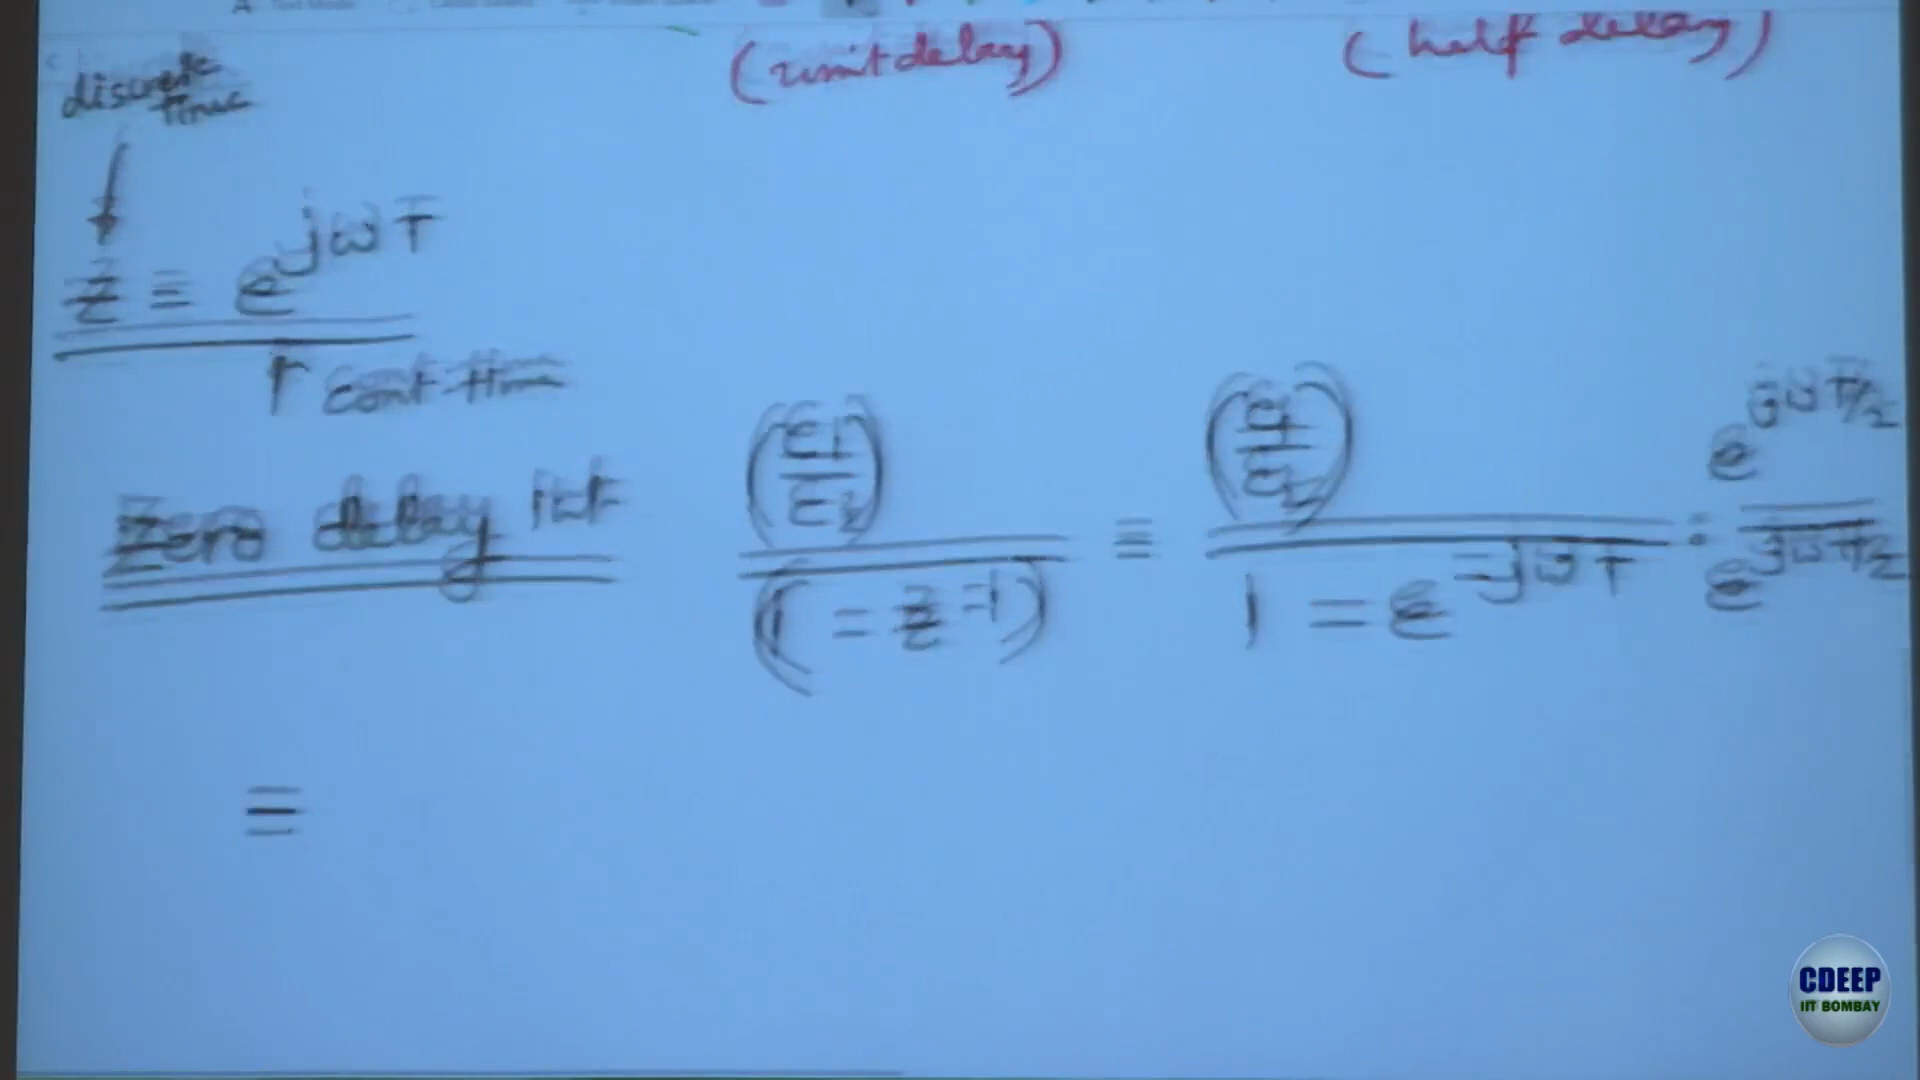 (unit delay) (half delay)
discrete
time
z ≡ e^{jωT}
↑ cont time
Zero delay int (C1/C2)/(1 - z^{-1}) ≡ (C1/C2)/(1 - e^{-jωT}) · e^{jωT/2}/e^{jωT/2}
=
CDEEP
IIT BOMBAY